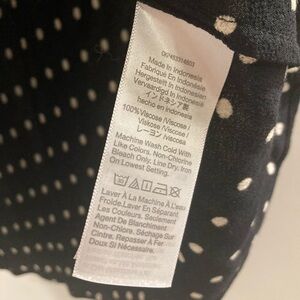 Made In Indonesia
Fabriqué En Indonésie
Hergestellt In Indonesien
Vervaardigd In Indonesië
インドネシア製
hecho en indonesia
100%Viscose/Viscose/
Viskose/Viscose/
レーヨン/viscosa
Machine Wash Cold With
Like Colors. Non-Chlorine
Bleach Only. Line Dry. Iron
On Lowest Setting.
Laver À La Machine À L'eau
Froide.Laver En Séparant
Les Couleurs. Agent De
Blanchiment Non-
Chloré. Séchage Sur
Cintre. Repasser À Fer
Doux Si Nécessaire.